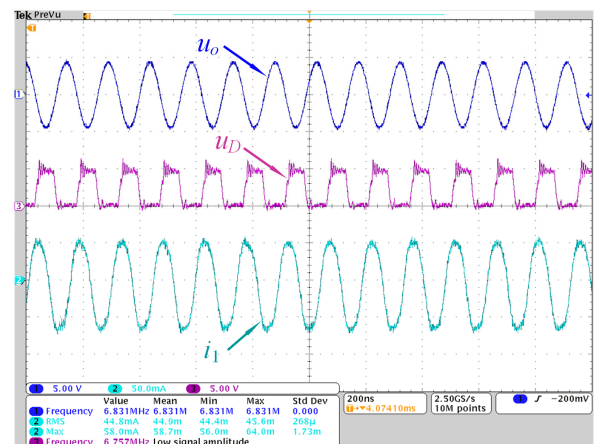 Tek PreVu
T
u_o
1
u_D
3
2
i_1
1 5.00 V 2 50.0mA 3 5.00 V
Value Mean Min Max Std Dev
1 Frequency 6.831MHz 6.831M 6.831M 6.831M 0.000
2 RMS 44.8mA 44.9m 44.4m 45.6m 268µ
2 Max 58.0mA 58.7m 56.0m 64.0m 1.73m
3 Frequency 6.757MHz Low signal amplitude
200ns
T→▼4.07410ms
2.50GS/s
10M points
1 ∫ −200mV